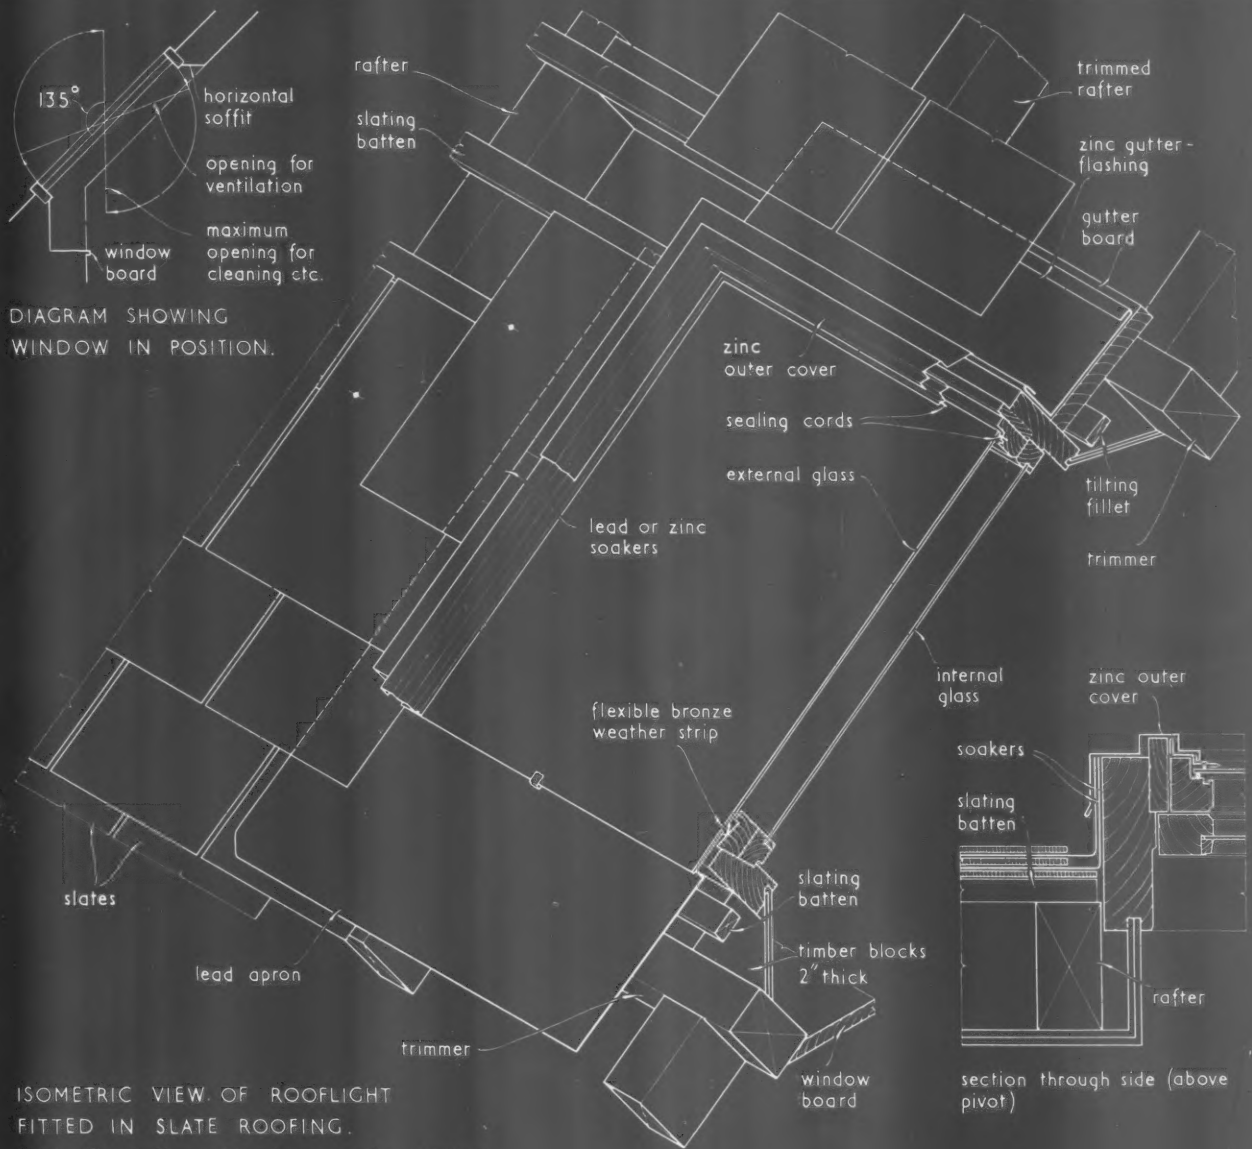 135°
horizontal
soffit
opening for
ventilation
maximum
opening for
cleaning etc.
window
board
DIAGRAM SHOWING
WINDOW IN POSITION.
rafter
slating
batten
trimmed
rafter
zinc gutter-
flashing
gutter
board
zinc
outer cover
sealing cords
external glass
tilting
fillet
trimmer
lead or zinc
soakers
internal
glass
flexible bronze
weather strip
slates
lead apron
trimmer
slating
batten
timber blocks
2" thick
window
board
zinc outer
cover
soakers
slating
batten
rafter
section through side (above
pivot)
ISOMETRIC VIEW OF ROOFLIGHT
FITTED IN SLATE ROOFING.